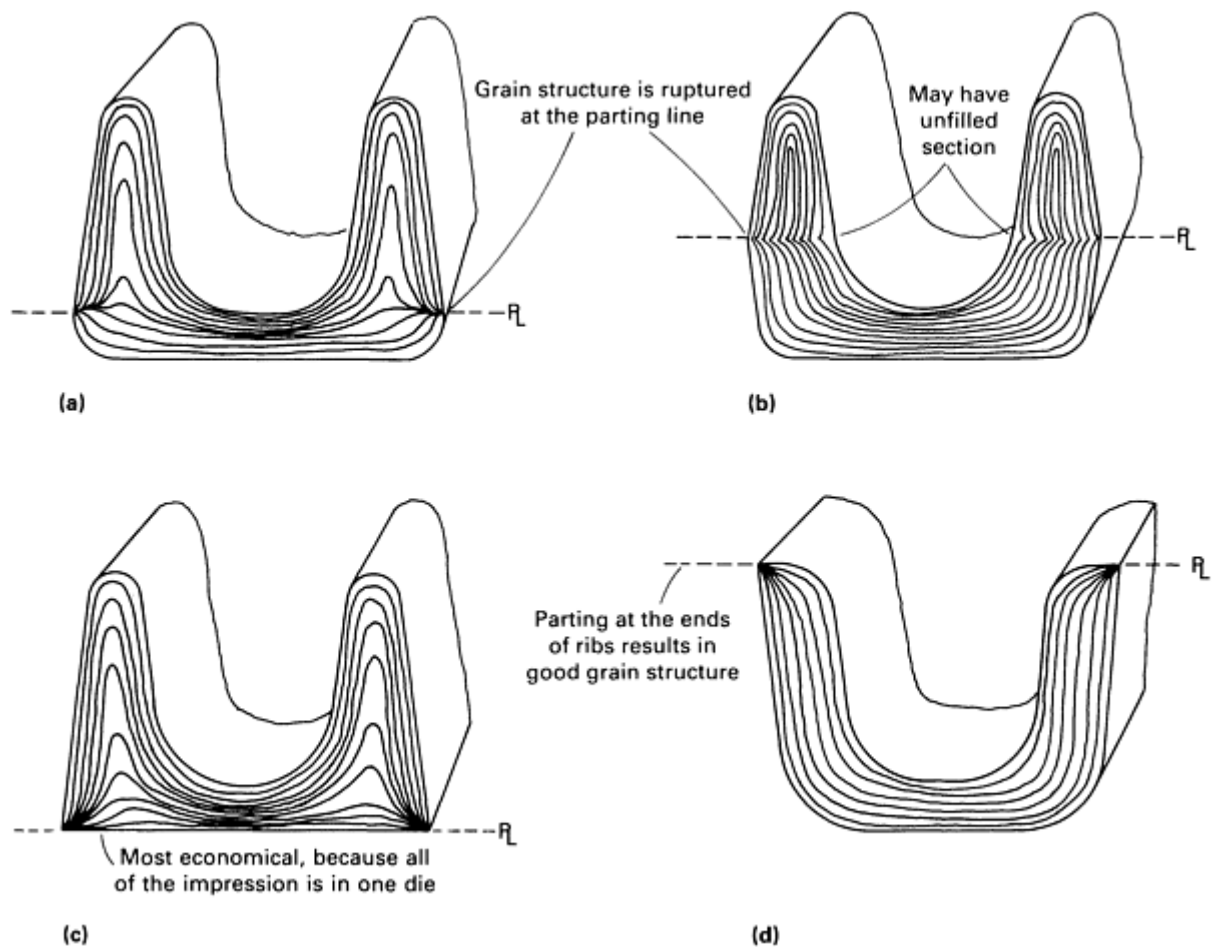 Grain structure is ruptured
at the parting line
May have
unfilled
section
PL
PL
(a)
(b)
Parting at the ends
of ribs results in
good grain structure
PL
PL
Most economical, because all
of the impression is in one die
(c)
(d)